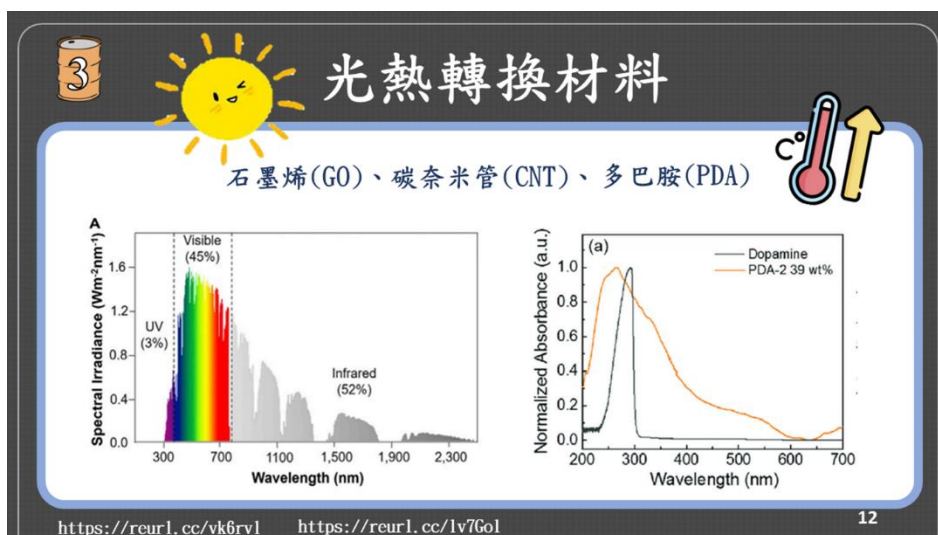 3
光熱轉換材料
C°
石墨烯(GO)、碳奈米管(CNT)、多巴胺(PDA)
A
Spectral Irradiance (Wm⁻²nm⁻¹)
1.6
1.2
0.8
0.4
0.0
UV
(3%)
Visible
(45%)
Infrared
(52%)
300 700 1,100 1,500 1,900 2,300
Wavelength (nm)
(a)
Dopamine
PDA-2 39 wt%
Normalized Absorbance (a.u.)
1.0
0.8
0.6
0.4
0.2
0.0
200 300 400 500 600 700
Wavelength (nm)
https://reurl.cc/yk6rvl https://reurl.cc/lv7Gol
12